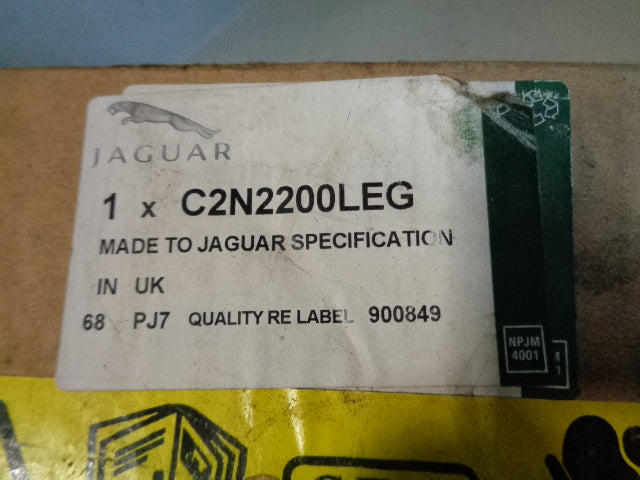 JAGUAR
1 x C2N2200LEG
MADE TO JAGUAR SPECIFICATION
IN UK
68 PJ7 QUALITY RE LABEL 900849
NPJM
4001